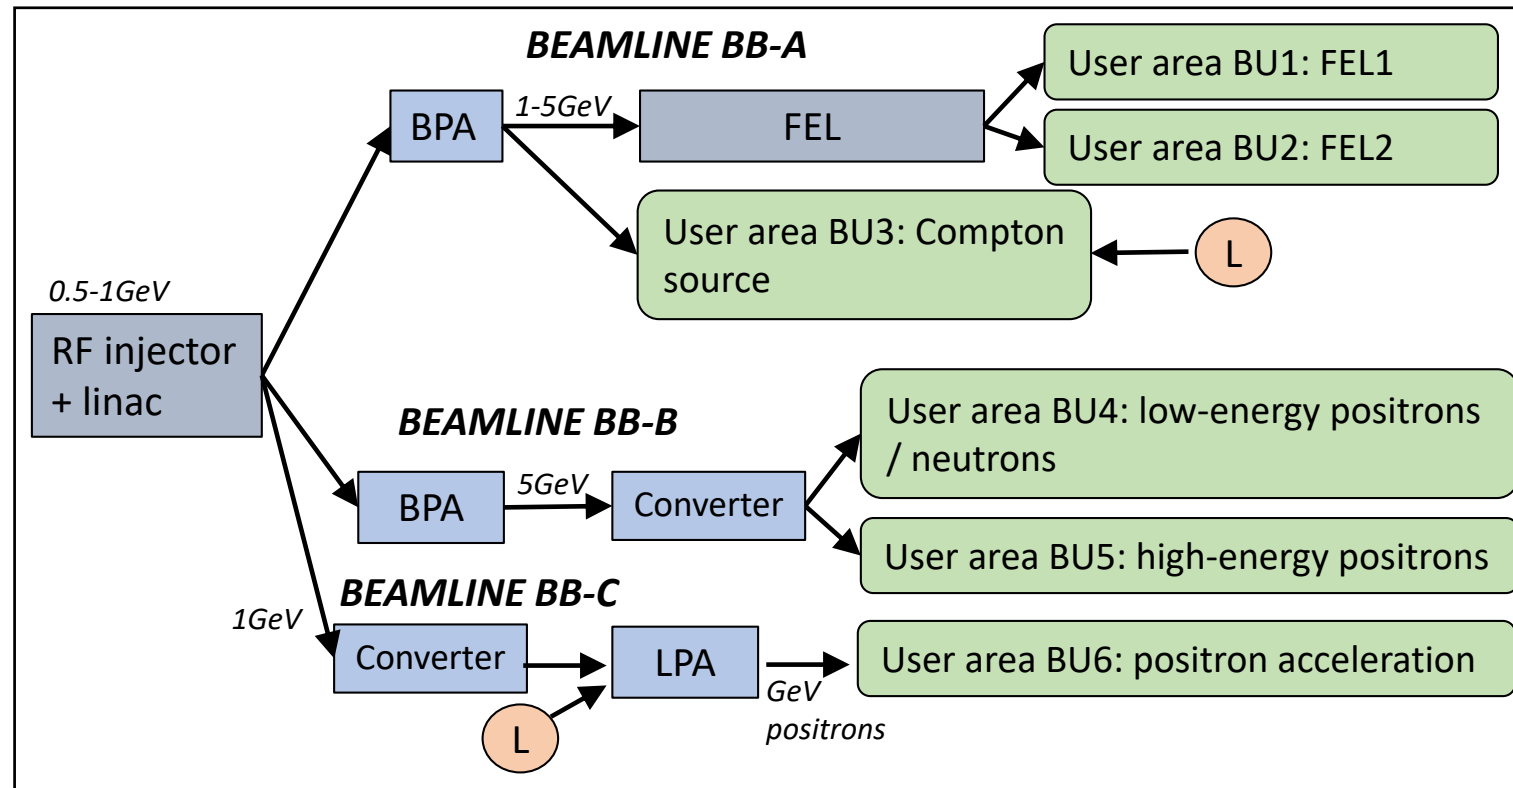 BEAMLINE BB-A
BPA
1-5GeV
FEL
User area BU1: FEL1
User area BU2: FEL2
User area BU3: Compton
source
L
0.5-1GeV
RF injector
+ linac
BEAMLINE BB-B
BPA
5GeV
Converter
User area BU4: low-energy positrons
/ neutrons
User area BU5: high-energy positrons
BEAMLINE BB-C
1GeV
Converter
L
LPA
GeV
positrons
User area BU6: positron acceleration